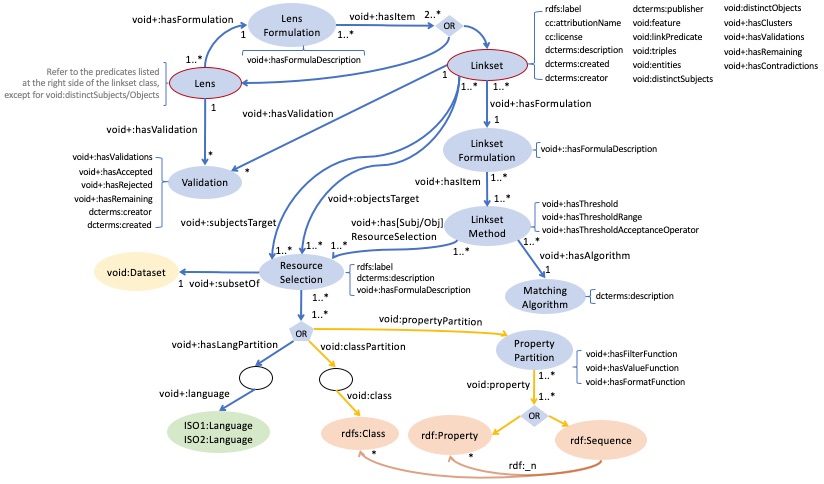 void+:hasFormulation
Lens
Formulation
void+:hasItem
2..*
OR
1
1..*
void+:hasFormulaDescription
rdfs:label
cc:attributionName
cc:license
dcterms:description
dcterms:created
dcterms:creator
dcterms:publisher
void:feature
void:linkPredicate
void:triples
void:entities
void:distinctSubjects
void:distinctObjects
void+:hasClusters
void+:hasValidations
void+:hasRemaining
void+:hasContradictions
Refer to the predicates listed
at the right side of the linkset class,
except for void:distinctSubjects/Objects
1..*
Lens
1
Linkset
1
1..*
1..*
void+:hasFormulation
1
void+:hasValidation
void+:hasValidation
*
*
Validation
void+:hasValidations
void+:hasAccepted
void+:hasRejected
void+:hasRemaining
dcterms:creator
dcterms:created
Linkset
Formulation
void+::hasFormulaDescription
void+:hasItem
1..*
1..*
void+:objectsTarget
void+:subjectsTarget
void+:has[Subj/Obj]
ResourceSelection
Linkset
Method
void+:hasThreshold
void+:hasThresholdRange
void+:hasThresholdAcceptanceOperator
1..*
1..*
1..*
1..*
1..*
void+:hasAlgorithm
1
Matching
Algorithm
dcterms:description
void:Dataset
1
void+:subsetOf
Resource
Selection
rdfs:label
dcterms:description
void+:hasFormulaDescription
1..*
1..*
OR
void:propertyPartition
void+:hasLangPartition
void:classPartition
Property
Partition
void+:hasFilterFunction
void+:hasValueFunction
void+:hasFormatFunction
void+:language
void:class
void:property
1..*
1..*
OR
ISO1:Language
ISO2:Language
rdfs:Class
rdf:Property
rdf:Sequence
*
*
rdf:_n